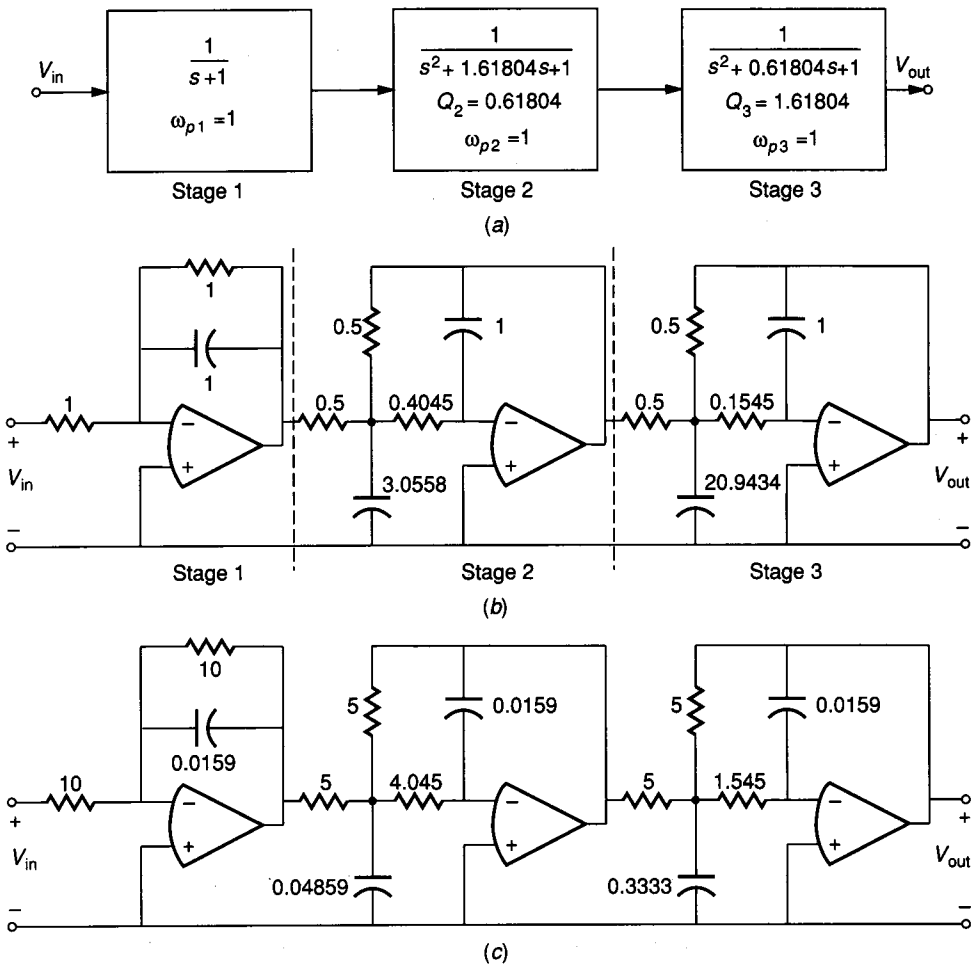 V_in
1
s+1
ω_p1 =1
Stage 1
1
s² + 1.61804s+1
Q_2 = 0.61804
ω_p2 =1
Stage 2
1
s² + 0.61804s+1
Q_3 = 1.61804
ω_p3 =1
Stage 3
V_out
(a)
1
1
1
−
+
+
V_in
−
Stage 1
0.5
1
0.5
0.4045
3.0558
−
+
Stage 2
0.5
1
0.5
0.1545
20.9434
−
+
Stage 3
+
V_out
−
(b)
10
0.0159
10
−
+
+
V_in
−
5
0.0159
5
4.045
0.04859
−
+
5
0.0159
5
1.545
0.3333
−
+
+
V_out
−
(c)